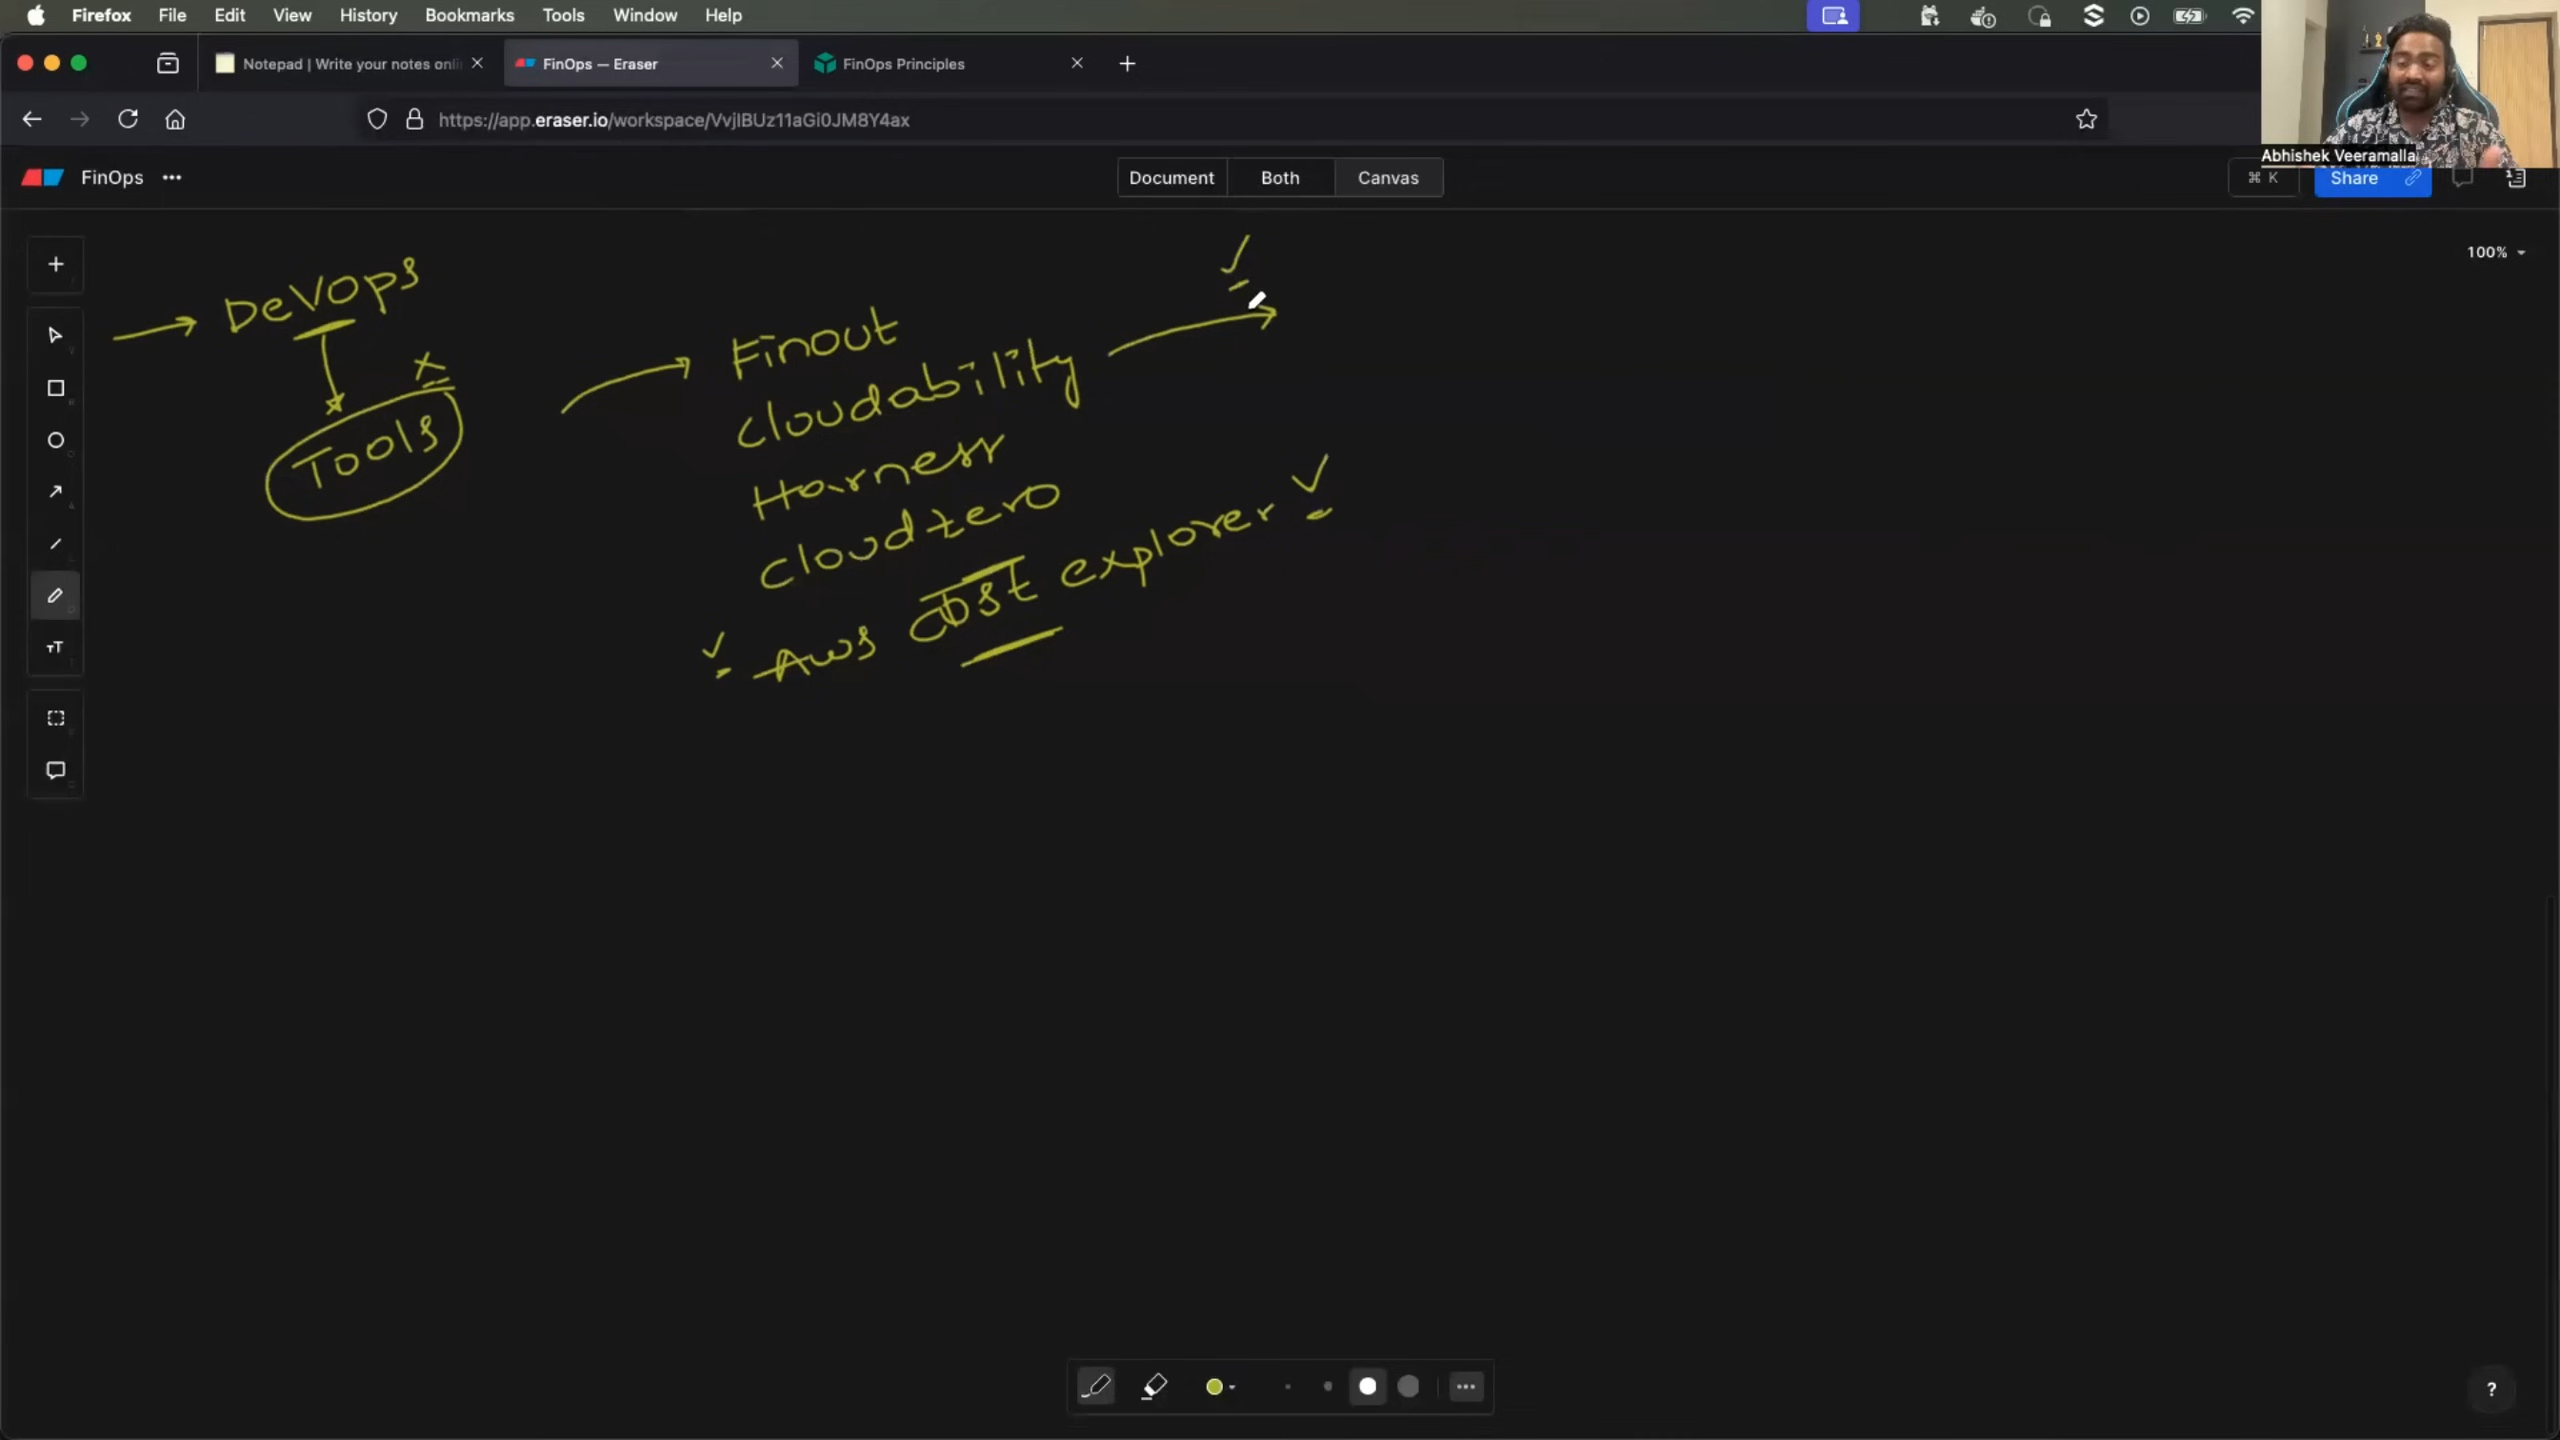 Firefox File Edit View History Bookmarks Tools Window Help
Notepad | Write your notes onli
FinOps — Eraser
FinOps Principles
https://app.eraser.io/workspace/VvjIBUz11aGi0JM8Y4ax
Abhishek Veeramalla
FinOps
Document Both Canvas
⌘ K
Share
100%
DeVOps
Tools
Finout
cloudability
Harness
cloudzero
Aws cost explorer
?